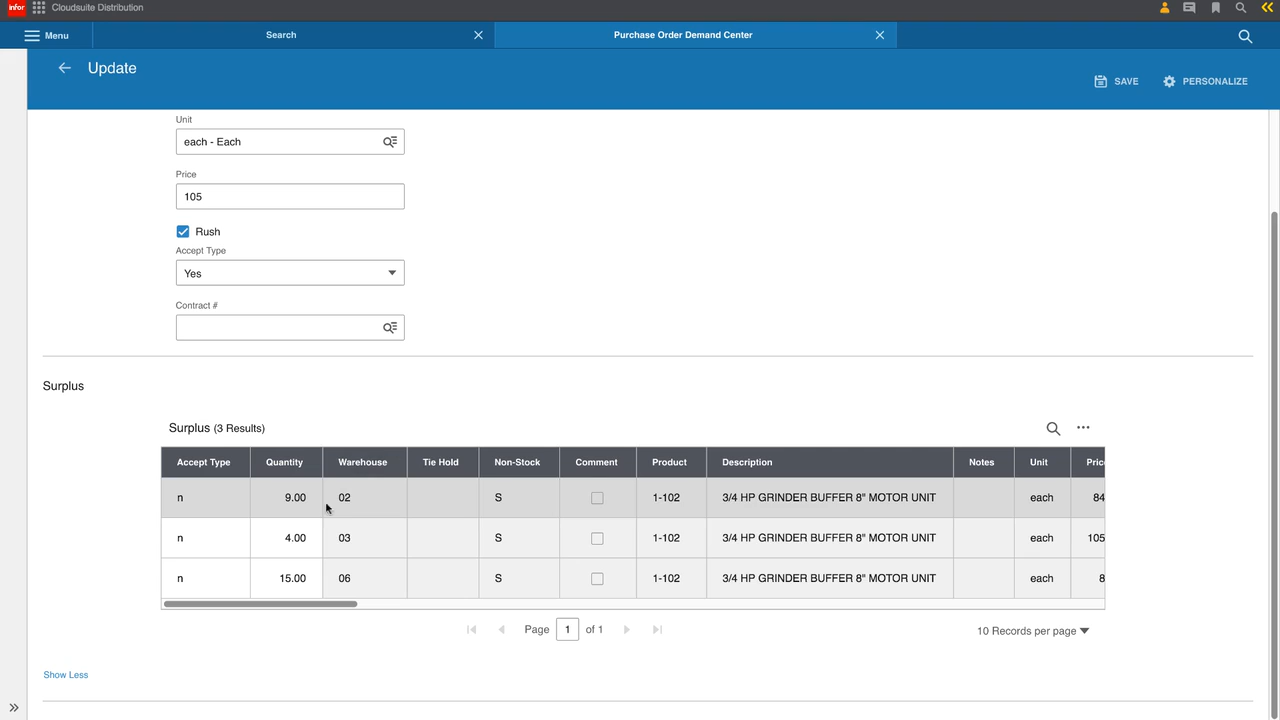 infor Cloudsuite Distribution
Menu Search Purchase Order Demand Center
Update
SAVE PERSONALIZE
Unit
each - Each
Price
105
Rush
Accept Type
Yes
Contract #
Surplus
Surplus (3 Results)
Accept Type Quantity Warehouse Tie Hold Non-Stock Comment Product Description Notes Unit
n 9.00 02 S 1-102 3/4 HP GRINDER BUFFER 8" MOTOR UNIT each 84
n 4.00 03 S 1-102 3/4 HP GRINDER BUFFER 8" MOTOR UNIT each 105
n 15.00 06 S 1-102 3/4 HP GRINDER BUFFER 8" MOTOR UNIT each 8
Page 1 of 1 10 Records per page
Show Less